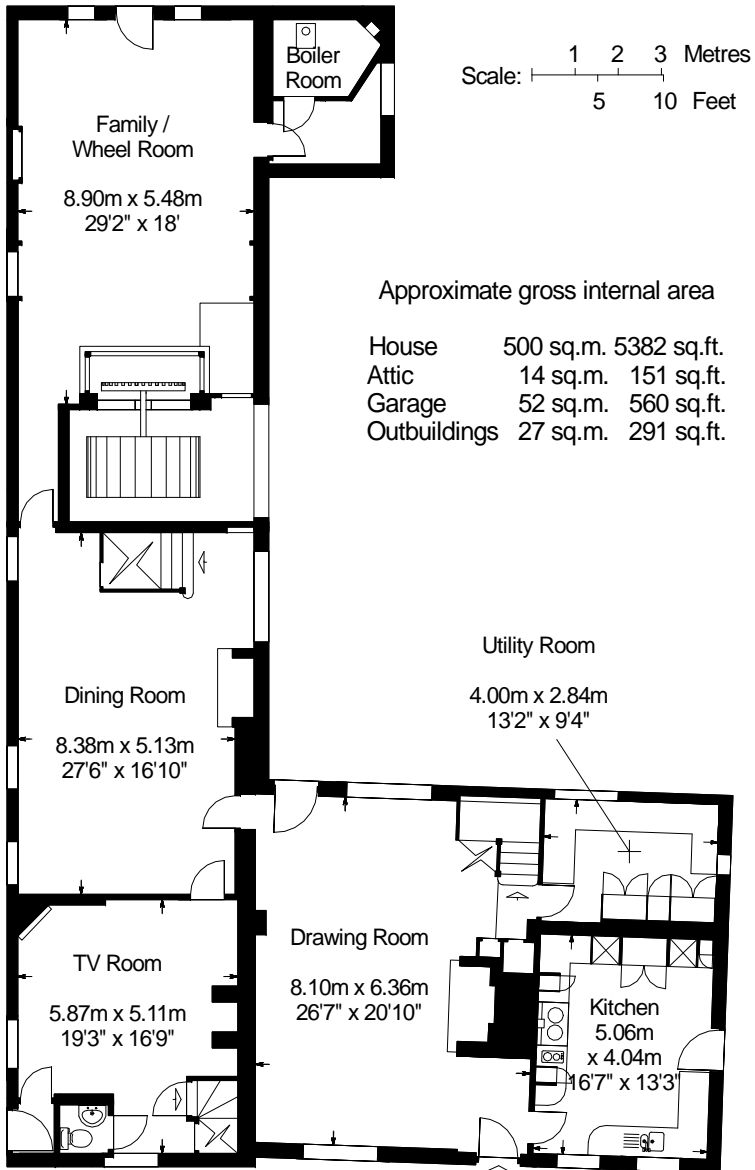 Boiler
Room
1 2 3 Metres
Scale:
5 10 Feet
Family /
Wheel Room
8.90m x 5.48m
29'2" x 18'
Approximate gross internal area
House 500 sq.m. 5382 sq.ft.
Attic 14 sq.m. 151 sq.ft.
Garage 52 sq.m. 560 sq.ft.
Outbuildings 27 sq.m. 291 sq.ft.
Utility Room
4.00m x 2.84m
13'2" x 9'4"
Dining Room
8.38m x 5.13m
27'6" x 16'10"
Drawing Room
8.10m x 6.36m
26'7" x 20'10"
TV Room
5.87m x 5.11m
19'3" x 16'9"
Kitchen
5.06m
x 4.04m
16'7" x 13'3"